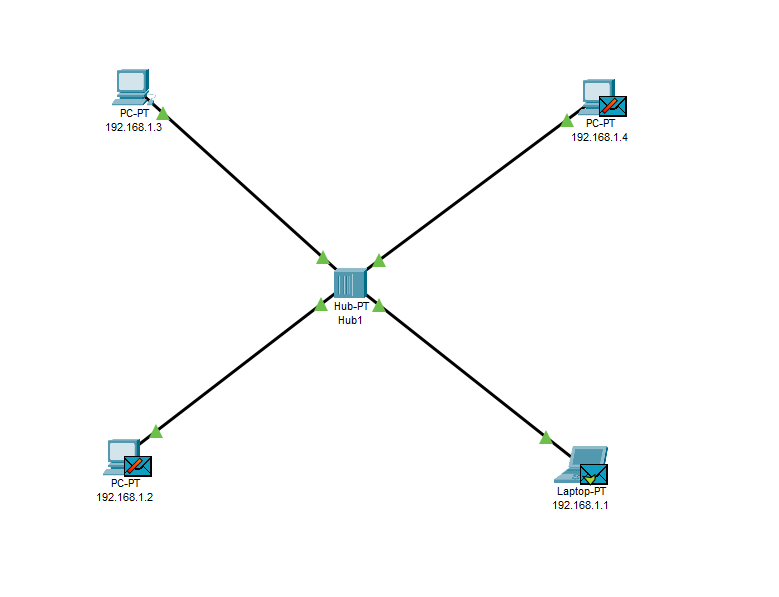 PC-PT
192.168.1.3
PC-PT
192.168.1.4
Hub-PT
Hub1
PC-PT
192.168.1.2
Laptop-PT
192.168.1.1